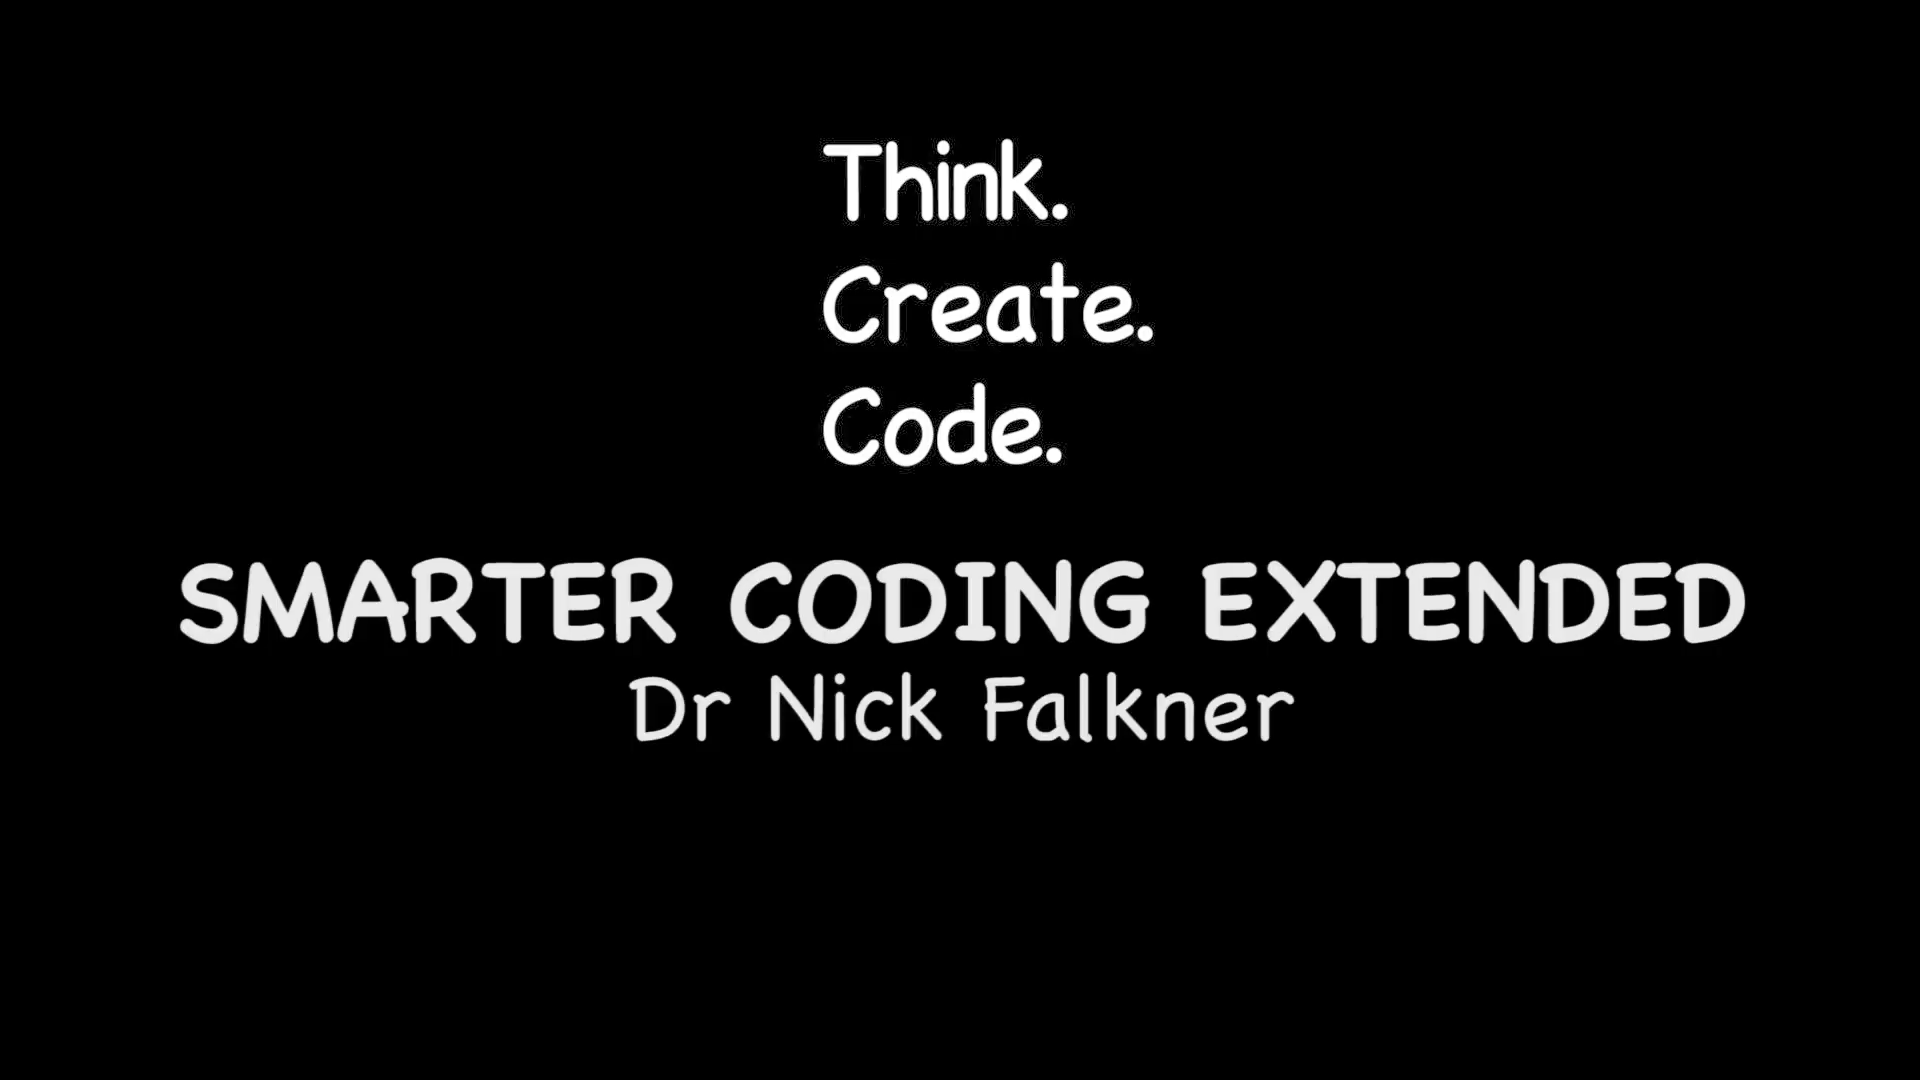 Think.
Create.
Code.
SMARTER CODING EXTENDED
Dr Nick Falkner